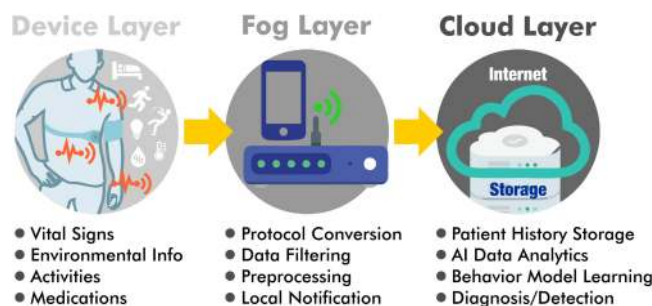 Device Layer
Fog Layer
Cloud Layer
Internet
%
Storage
Vital Signs
Environmental Info
Activities
Medications
Protocol Conversion
Data Filtering
Preprocessing
Local Notification
Patient History Storage
AI Data Analytics
Behavior Model Learning
Diagnosis/Detection